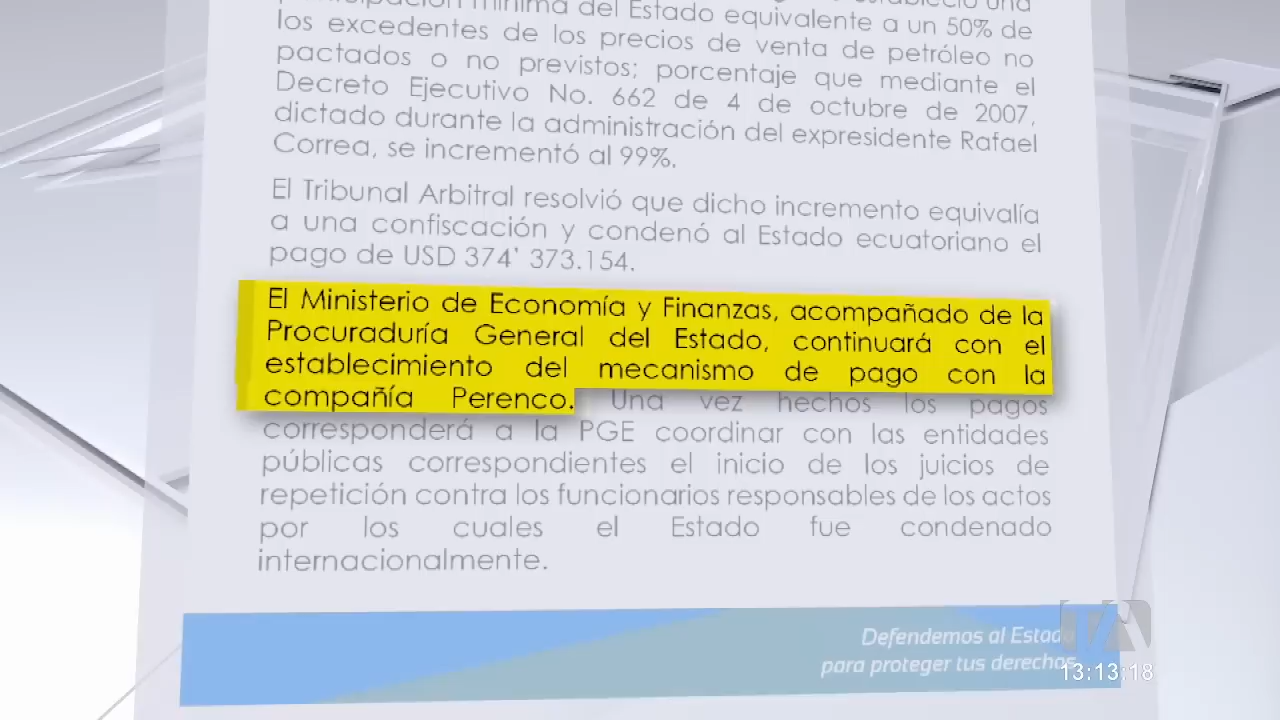 participación mínima del Estado equivalente a un 50% de
los excedentes de los precios de venta de petróleo no
pactados o no previstos; porcentaje que mediante el
Decreto Ejecutivo No. 662 de 4 de octubre de 2007,
dictado durante la administración del expresidente Rafael
Correa, se incrementó al 99%.
El Tribunal Arbitral resolvió que dicho incremento equivalía
a una confiscación y condenó al Estado ecuatoriano el
pago de USD 374' 373.154.
El Ministerio de Economía y Finanzas, acompañado de la
Procuraduría General del Estado, continuará con el
establecimiento del mecanismo de pago con la
compañía Perenco. Una vez hechos los pagos
corresponderá a la PGE coordinar con las entidades
públicas correspondientes el inicio de los juicios de
repetición contra los funcionarios responsables de los actos
por los cuales el Estado fue condenado
internacionalmente.
Defendemos al Estado
para proteger tus derechos
13:13:18